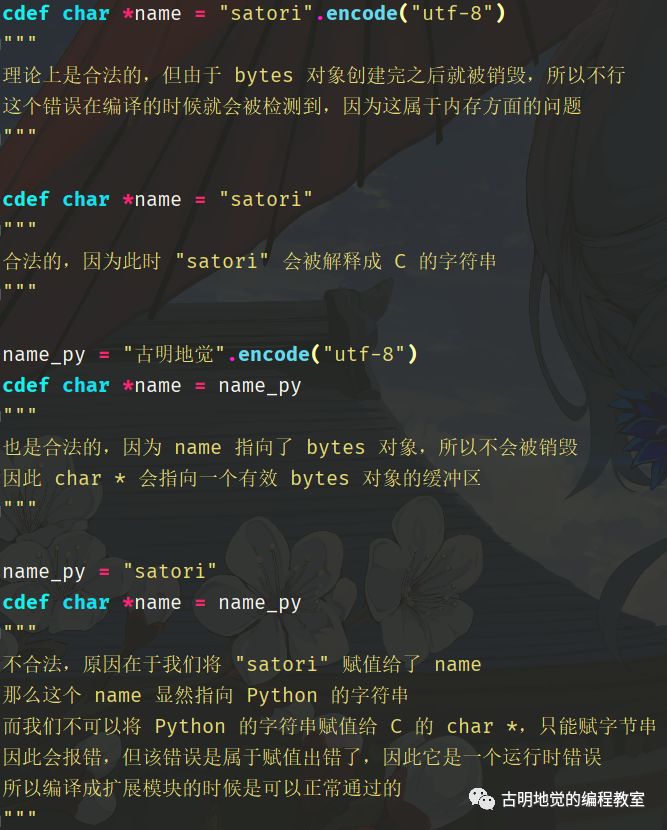 cdef char *name = "satori".encode("utf-8")
"""
理论上是合法的，但由于 bytes 对象创建完之后就被销毁，所以不行
这个错误在编译的时候就会被检测到，因为这属于内存方面的问题
"""
cdef char *name = "satori"
"""
合法的，因为此时 "satori" 会被解释成 C 的字符串
"""
name_py = "古明地觉".encode("utf-8")
cdef char *name = name_py
"""
也是合法的，因为 name 指向了 bytes 对象，所以不会被销毁
因此 char * 会指向一个有效 bytes 对象的缓冲区
"""
name_py = "satori"
cdef char *name = name_py
"""
不合法，原因在于我们将 "satori" 赋值给了 name
那么这个 name 显然指向 Python 的字符串
而我们不可以将 Python 的字符串赋值给 C 的 char *，只能赋字节串
因此会报错，但该错误是属于赋值出错了，因此它是一个运行时错误
所以编译成扩展模块的时候是可以正常通过的
"""
古明地觉的编程教室